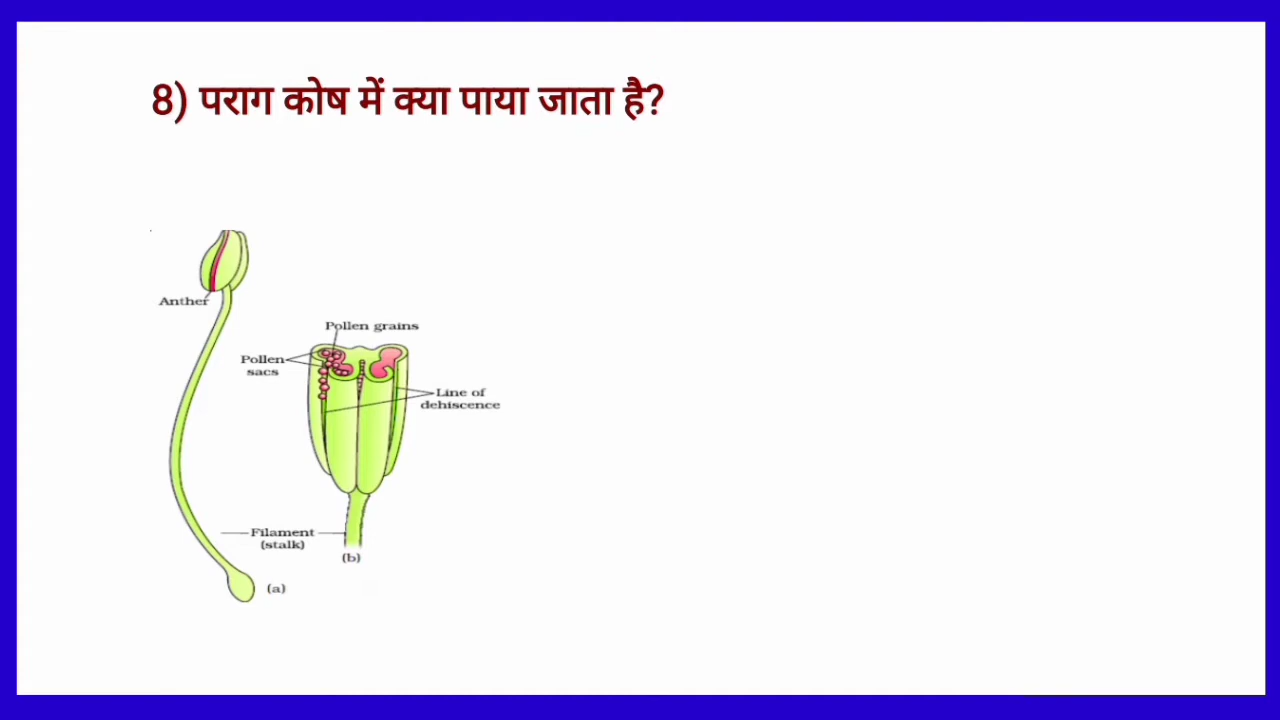 8) पराग कोष में क्या पाया जाता है?
Anther
Pollen grains
Pollen
sacs
Line of
dehiscence
Filament
(stalk)
(b)
(a)